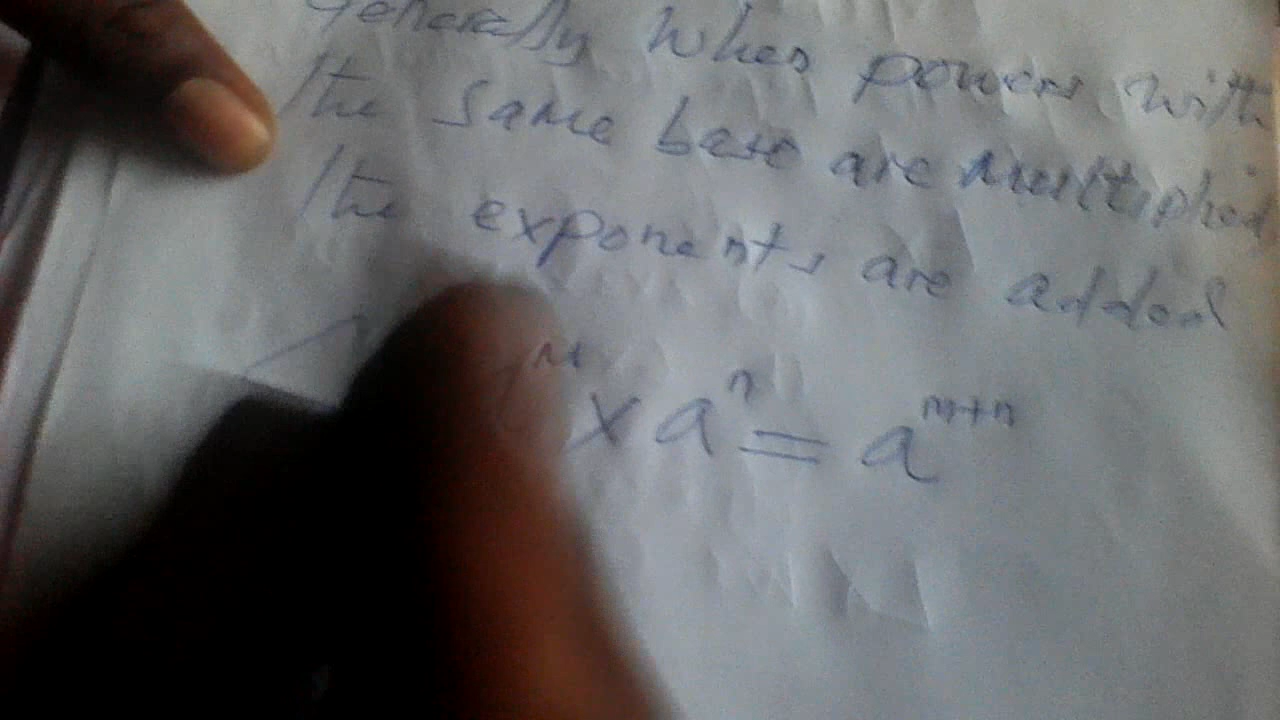 Generally when powers with
the same base are multiplied
the exponents are added
m × aⁿ = aᵐ⁺ⁿ